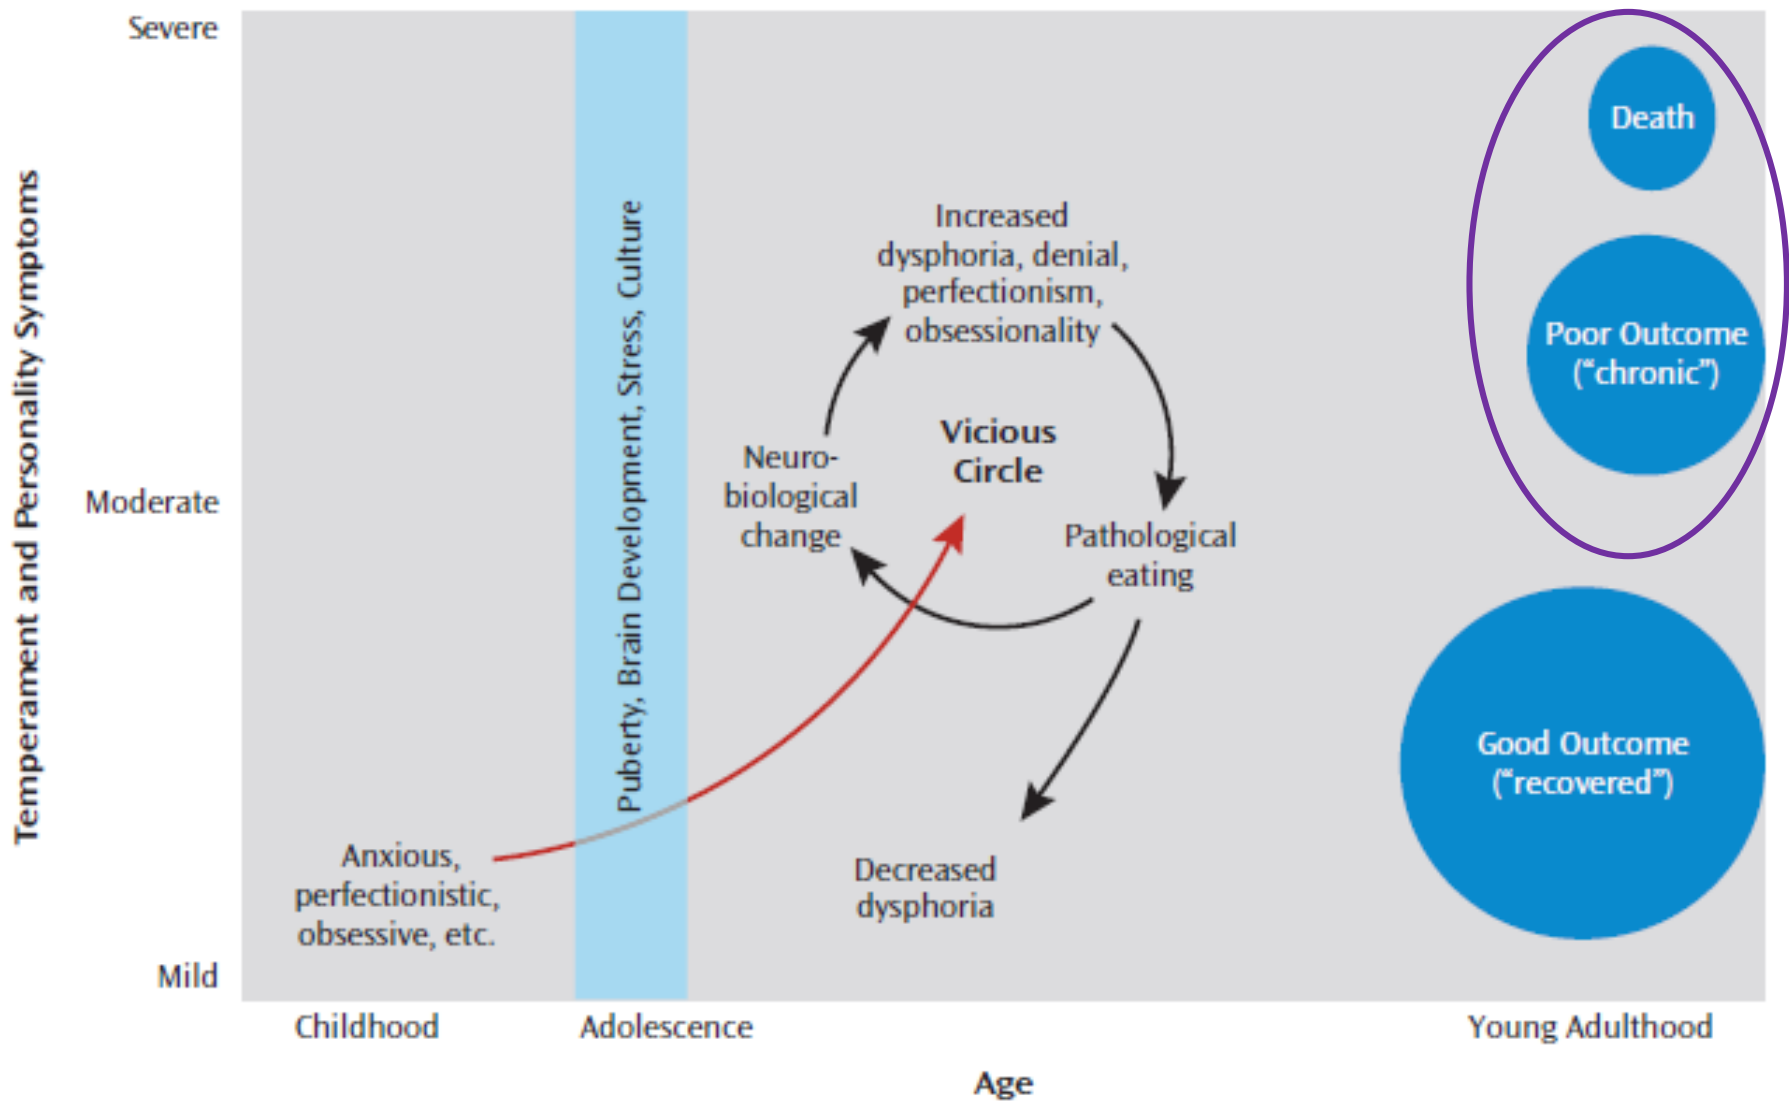 Severe
Moderate
Mild
Temperament and Personality Symptoms
Puberty, Brain Development, Stress, Culture
Anxious,
perfectionistic,
obsessive, etc.
Increased
dysphoria, denial,
perfectionism,
obsessionality
Vicious
Circle
Neuro-
biological
change
Pathological
eating
Decreased
dysphoria
Death
Poor Outcome
(“chronic”)
Good Outcome
(“recovered”)
Childhood
Adolescence
Young Adulthood
Age